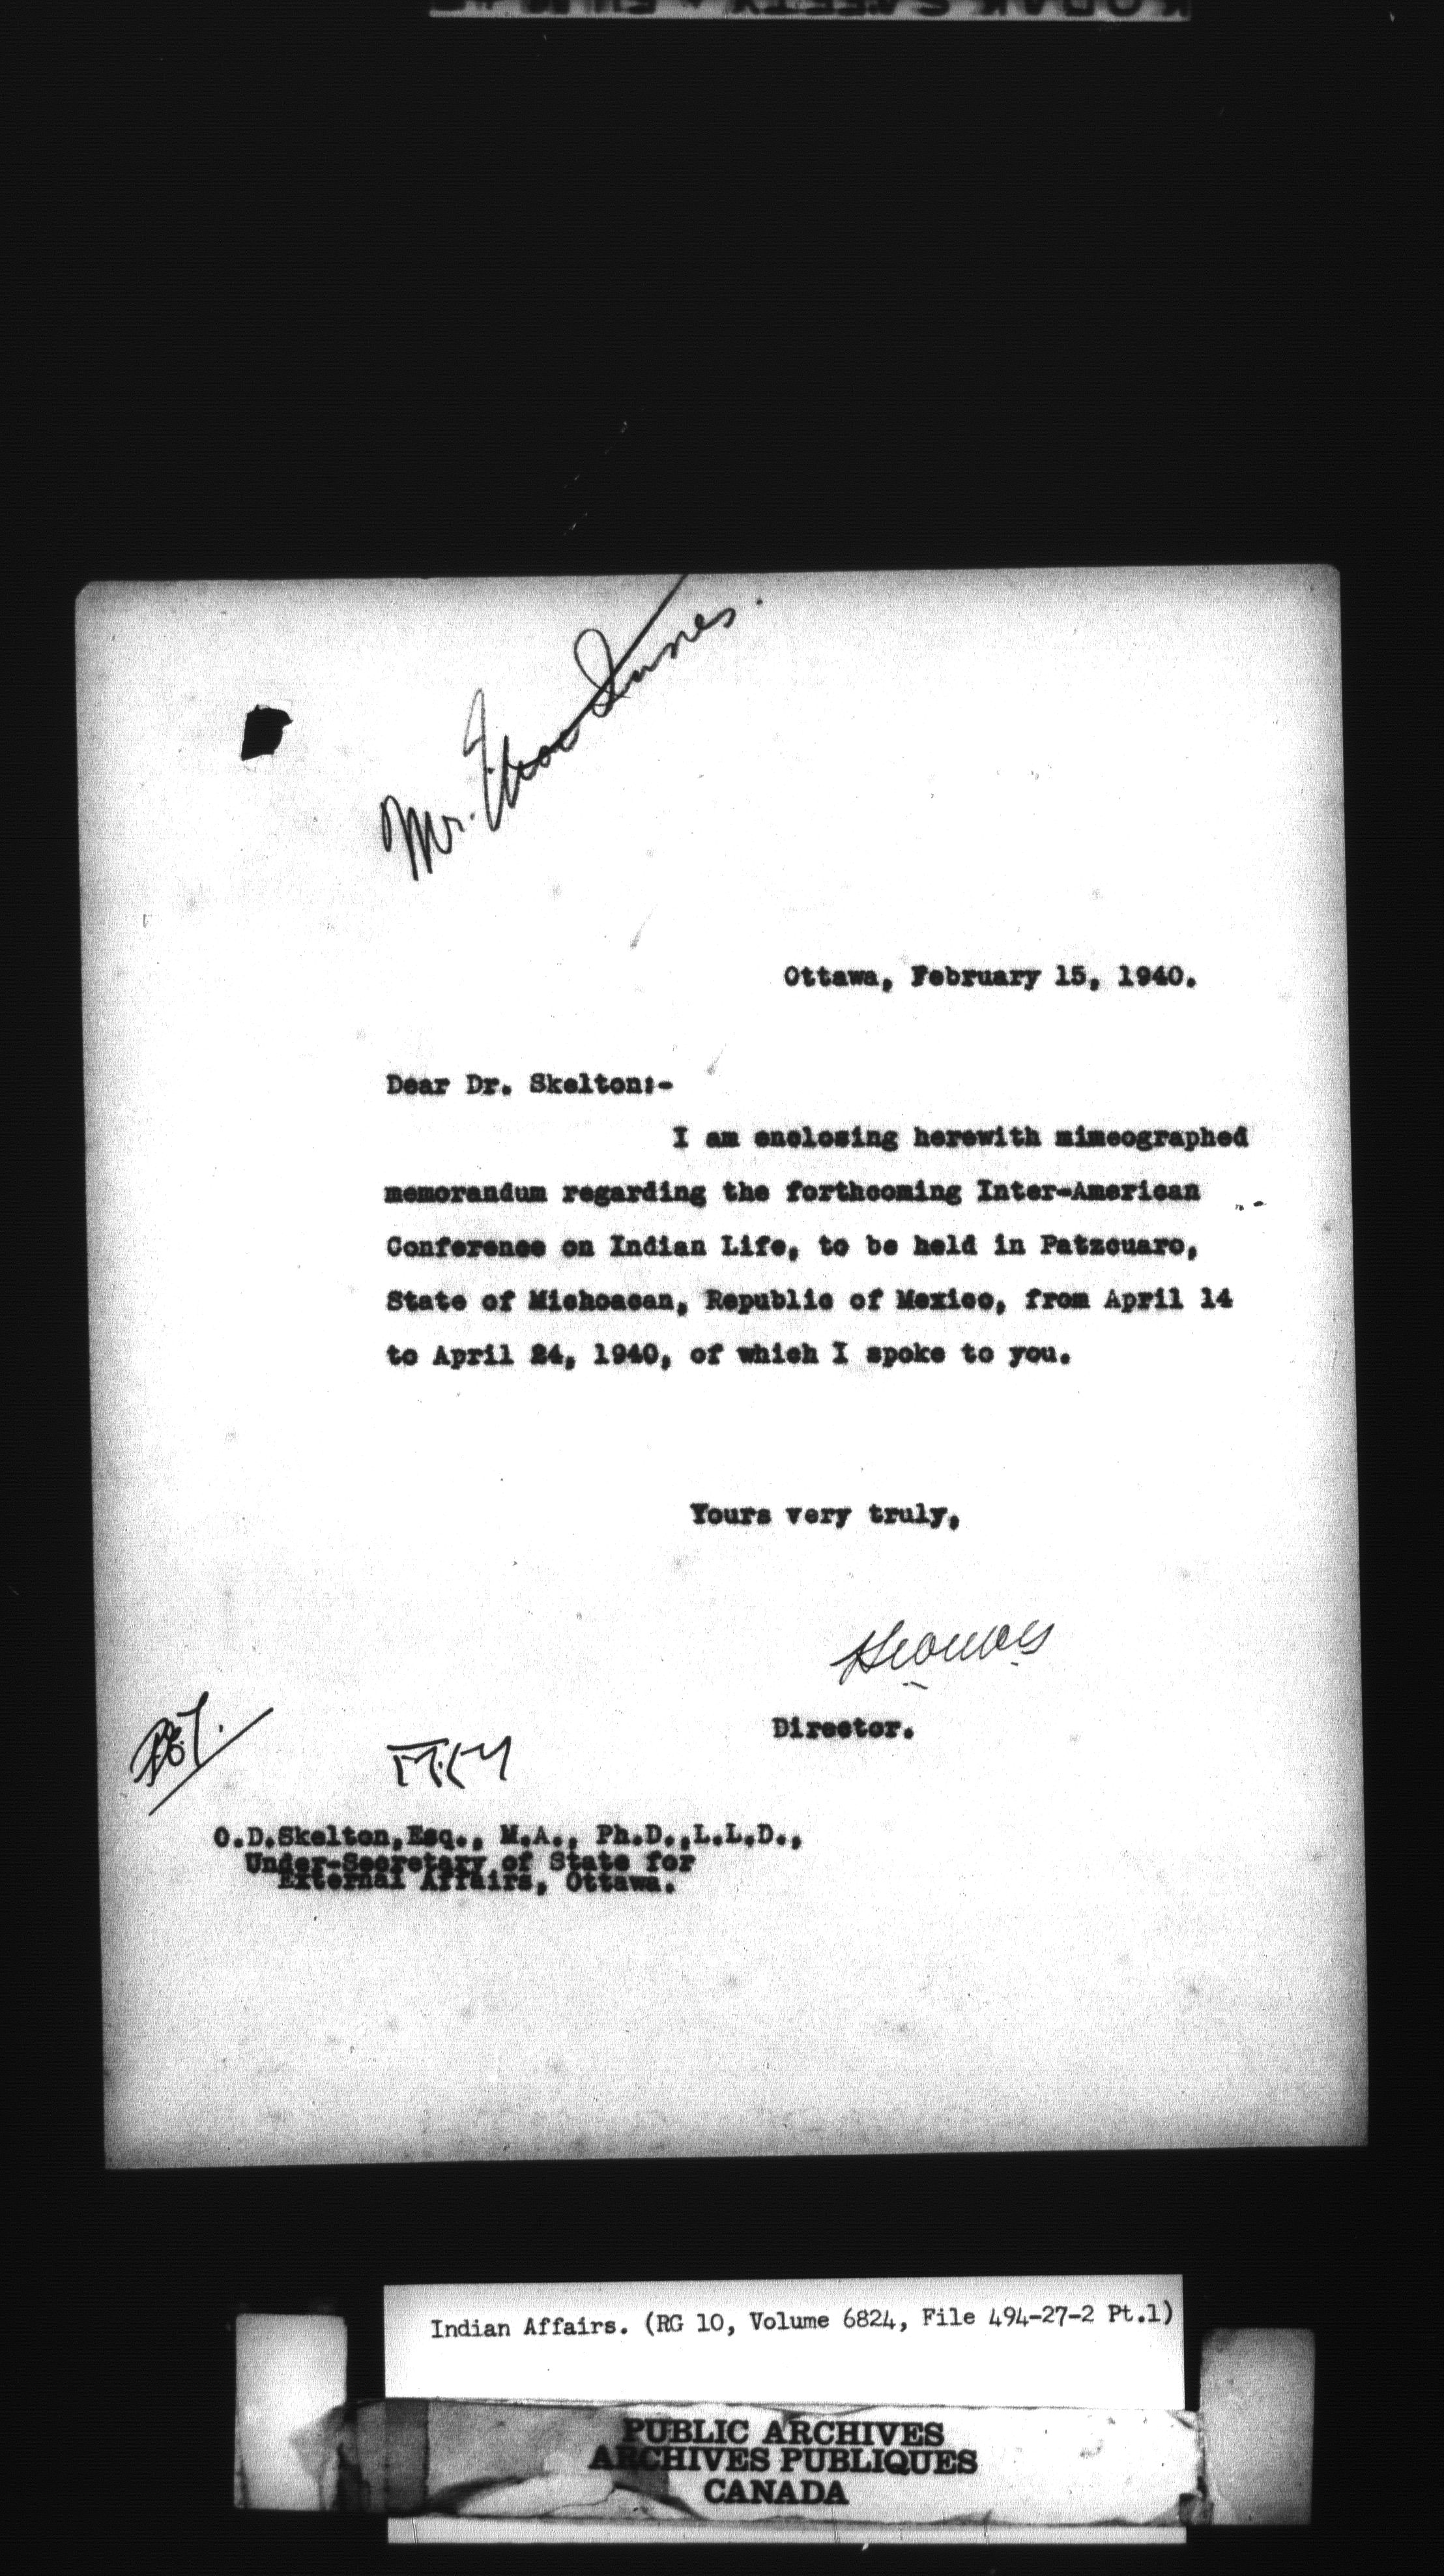 Mr.
Ottawa, February 15, 1940.
Dear Dr. Skelton:-
I am enclosing herewith mimeographed
memorandum regarding the forthcoming Inter-American
Conference on Indian Life, to be held in Patzcuaro,
State of Michoacan, Republic of Mexico, from April 14
to April 24, 1940, of which I spoke to you.
Yours very truly,
Director.
O.D.Skelton,Esq., M.A., Ph.D.,L.L.D.,
Under-Secretary of State for
External Affairs, Ottawa.
Indian Affairs. (RG 10, Volume 6824, File 494-27-2 Pt.1)
PUBLIC ARCHIVES
ARCHIVES PUBLIQUES
CANADA